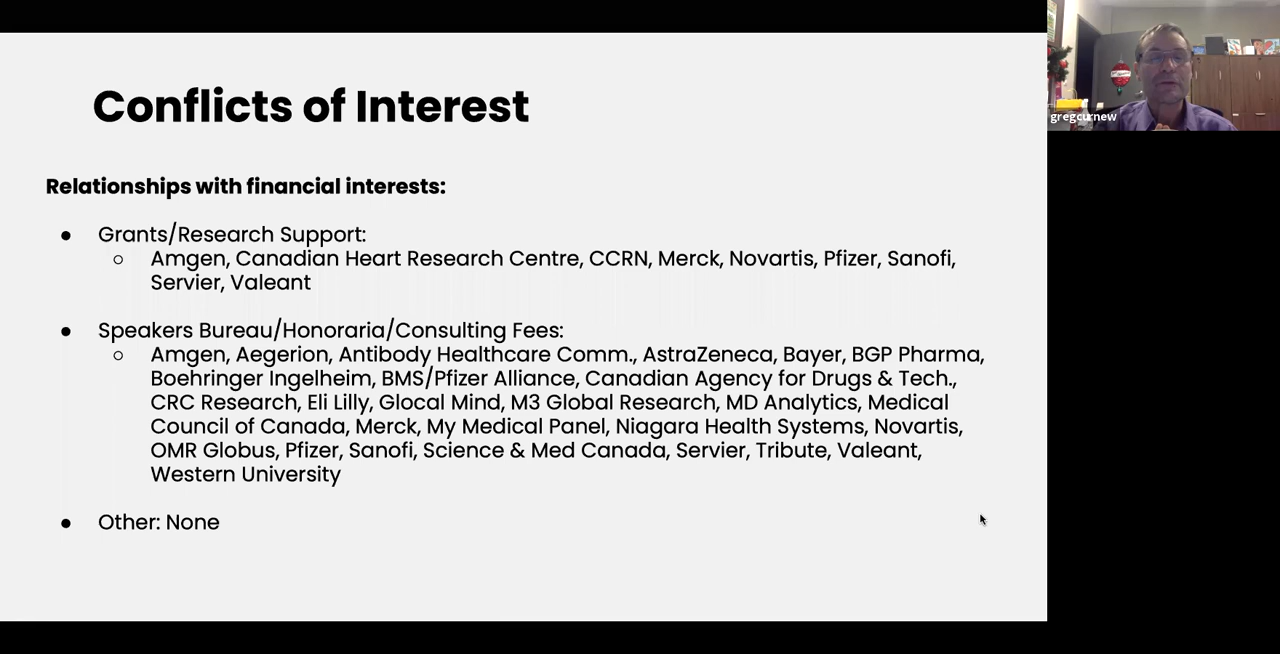 Conflicts of Interest
Relationships with financial interests:
● Grants/Research Support:
○ Amgen, Canadian Heart Research Centre, CCRN, Merck, Novartis, Pfizer, Sanofi,
Servier, Valeant
● Speakers Bureau/Honoraria/Consulting Fees:
○ Amgen, Aegerion, Antibody Healthcare Comm., AstraZeneca, Bayer, BGP Pharma,
Boehringer Ingelheim, BMS/Pfizer Alliance, Canadian Agency for Drugs & Tech.,
CRC Research, Eli Lilly, Glocal Mind, M3 Global Research, MD Analytics, Medical
Council of Canada, Merck, My Medical Panel, Niagara Health Systems, Novartis,
OMR Globus, Pfizer, Sanofi, Science & Med Canada, Servier, Tribute, Valeant,
Western University
● Other: None
gregcurnew